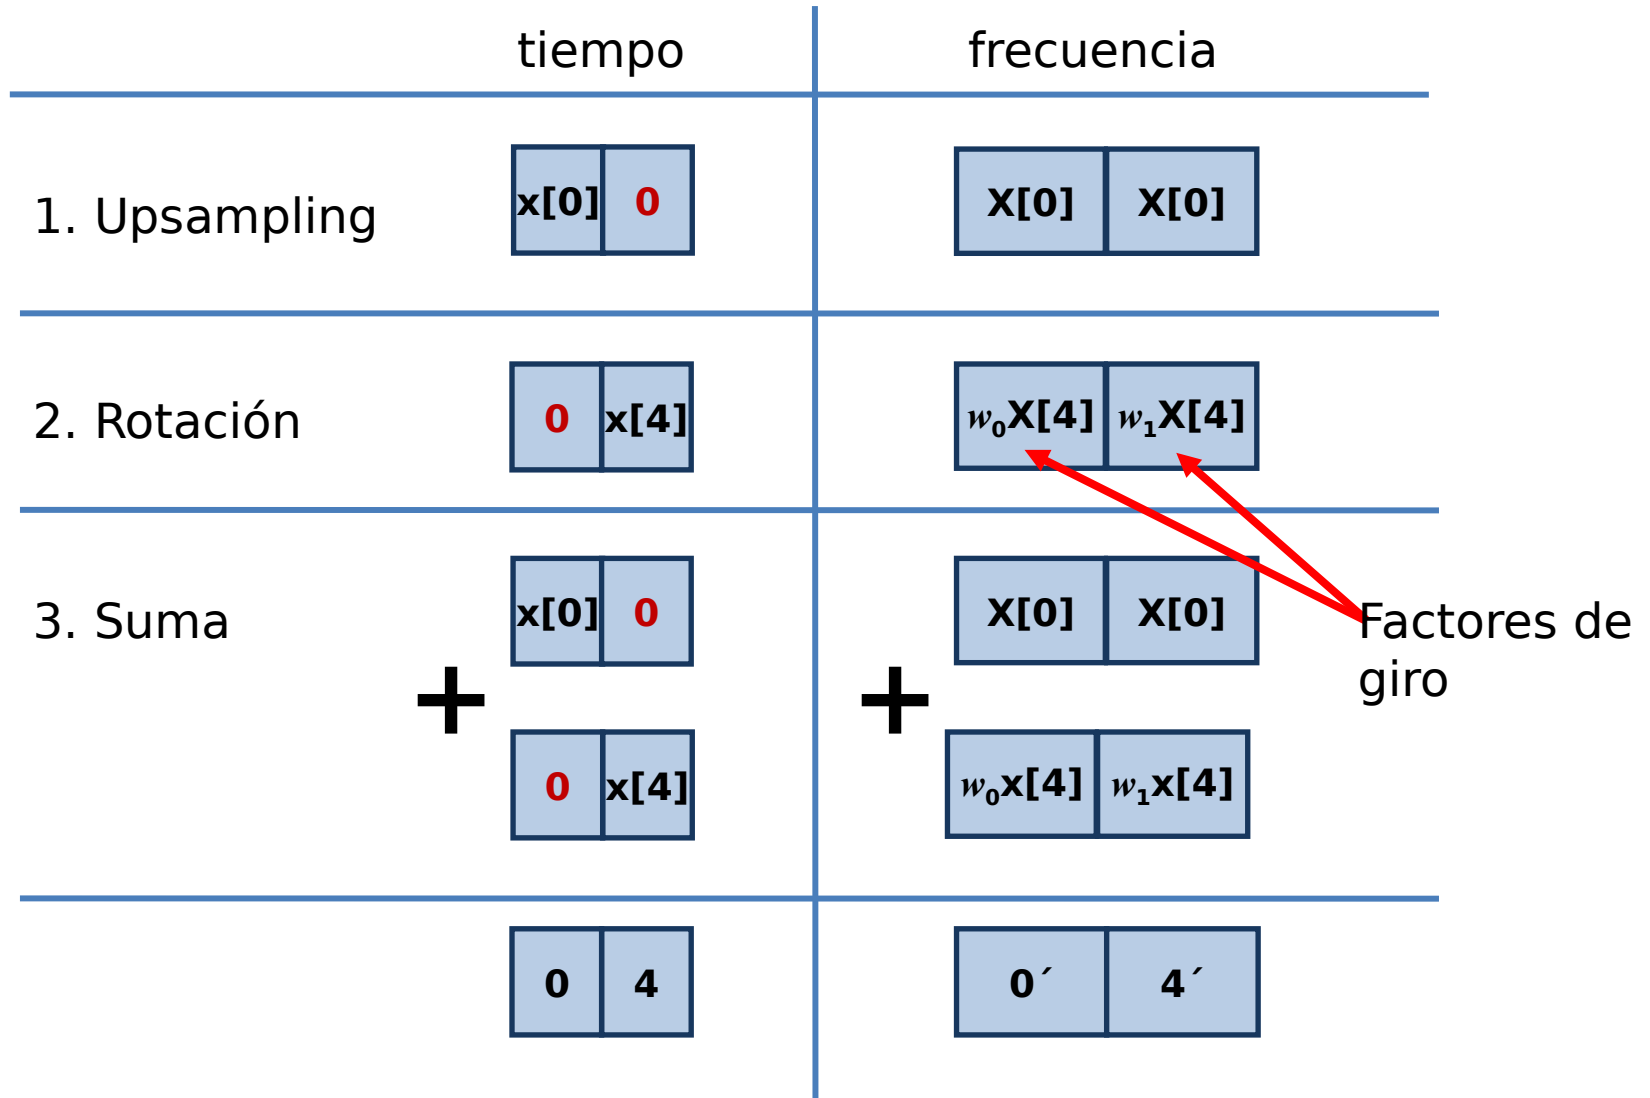 tiempo frecuencia
1. Upsampling x[0] 0 X[0] X[0]
2. Rotación 0 x[4] w₀X[4] w₁X[4]
3. Suma x[0] 0 X[0] X[0]
Factores de
giro
+ +
0 x[4] w₀x[4] w₁x[4]
0 4 0´ 4´